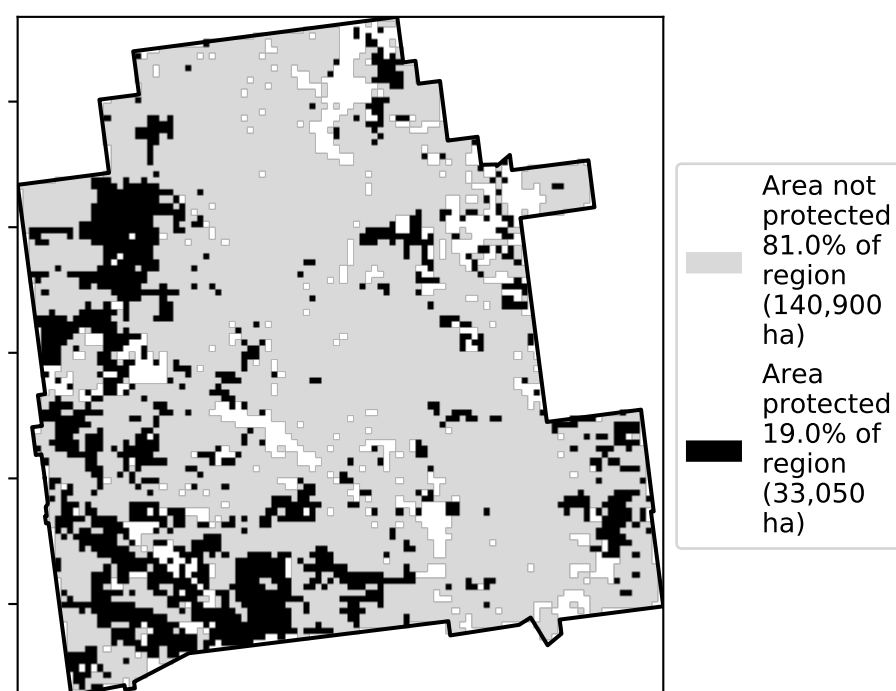 Area not
protected
81.0% of
region
(140,900
ha)
Area
protected
19.0% of
region
(33,050
ha)